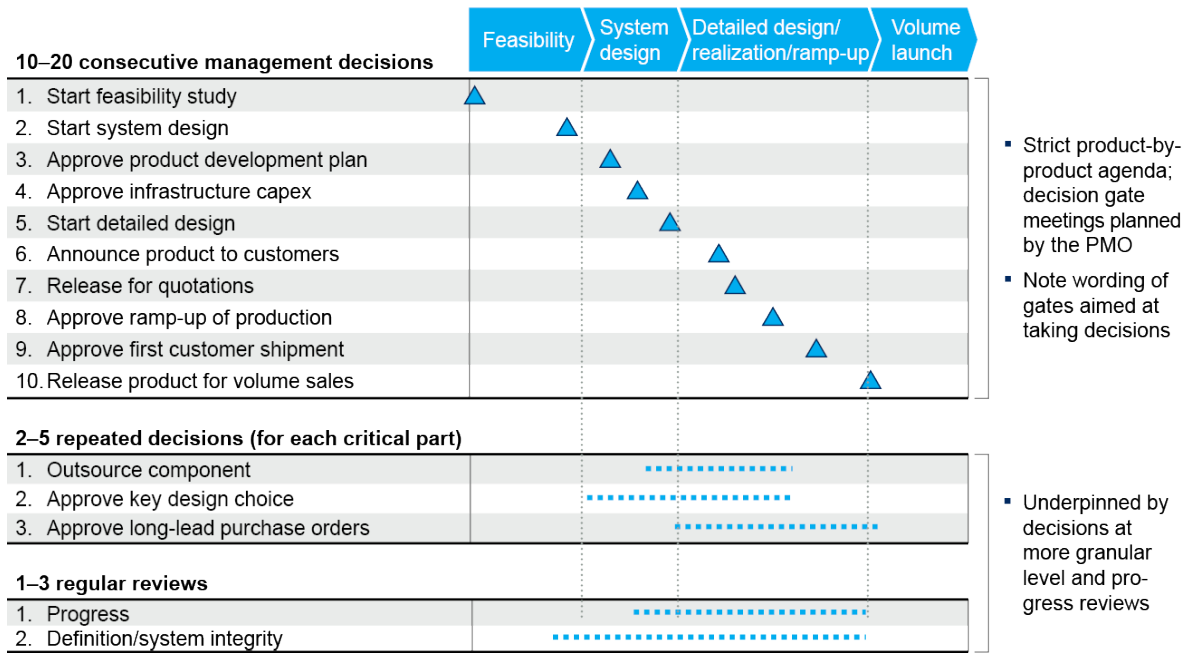 Feasibility
System
design
Detailed design/
realization/ramp-up
Volume
launch
10–20 consecutive management decisions
1. Start feasibility study
2. Start system design
3. Approve product development plan
4. Approve infrastructure capex
5. Start detailed design
6. Announce product to customers
7. Release for quotations
8. Approve ramp-up of production
9. Approve first customer shipment
10. Release product for volume sales
▪ Strict product-by-
product agenda;
decision gate
meetings planned
by the PMO
▪ Note wording of
gates aimed at
taking decisions
2–5 repeated decisions (for each critical part)
1. Outsource component
2. Approve key design choice
3. Approve long-lead purchase orders
1–3 regular reviews
1. Progress
2. Definition/system integrity
▪ Underpinned by
decisions at
more granular
level and pro-
gress reviews